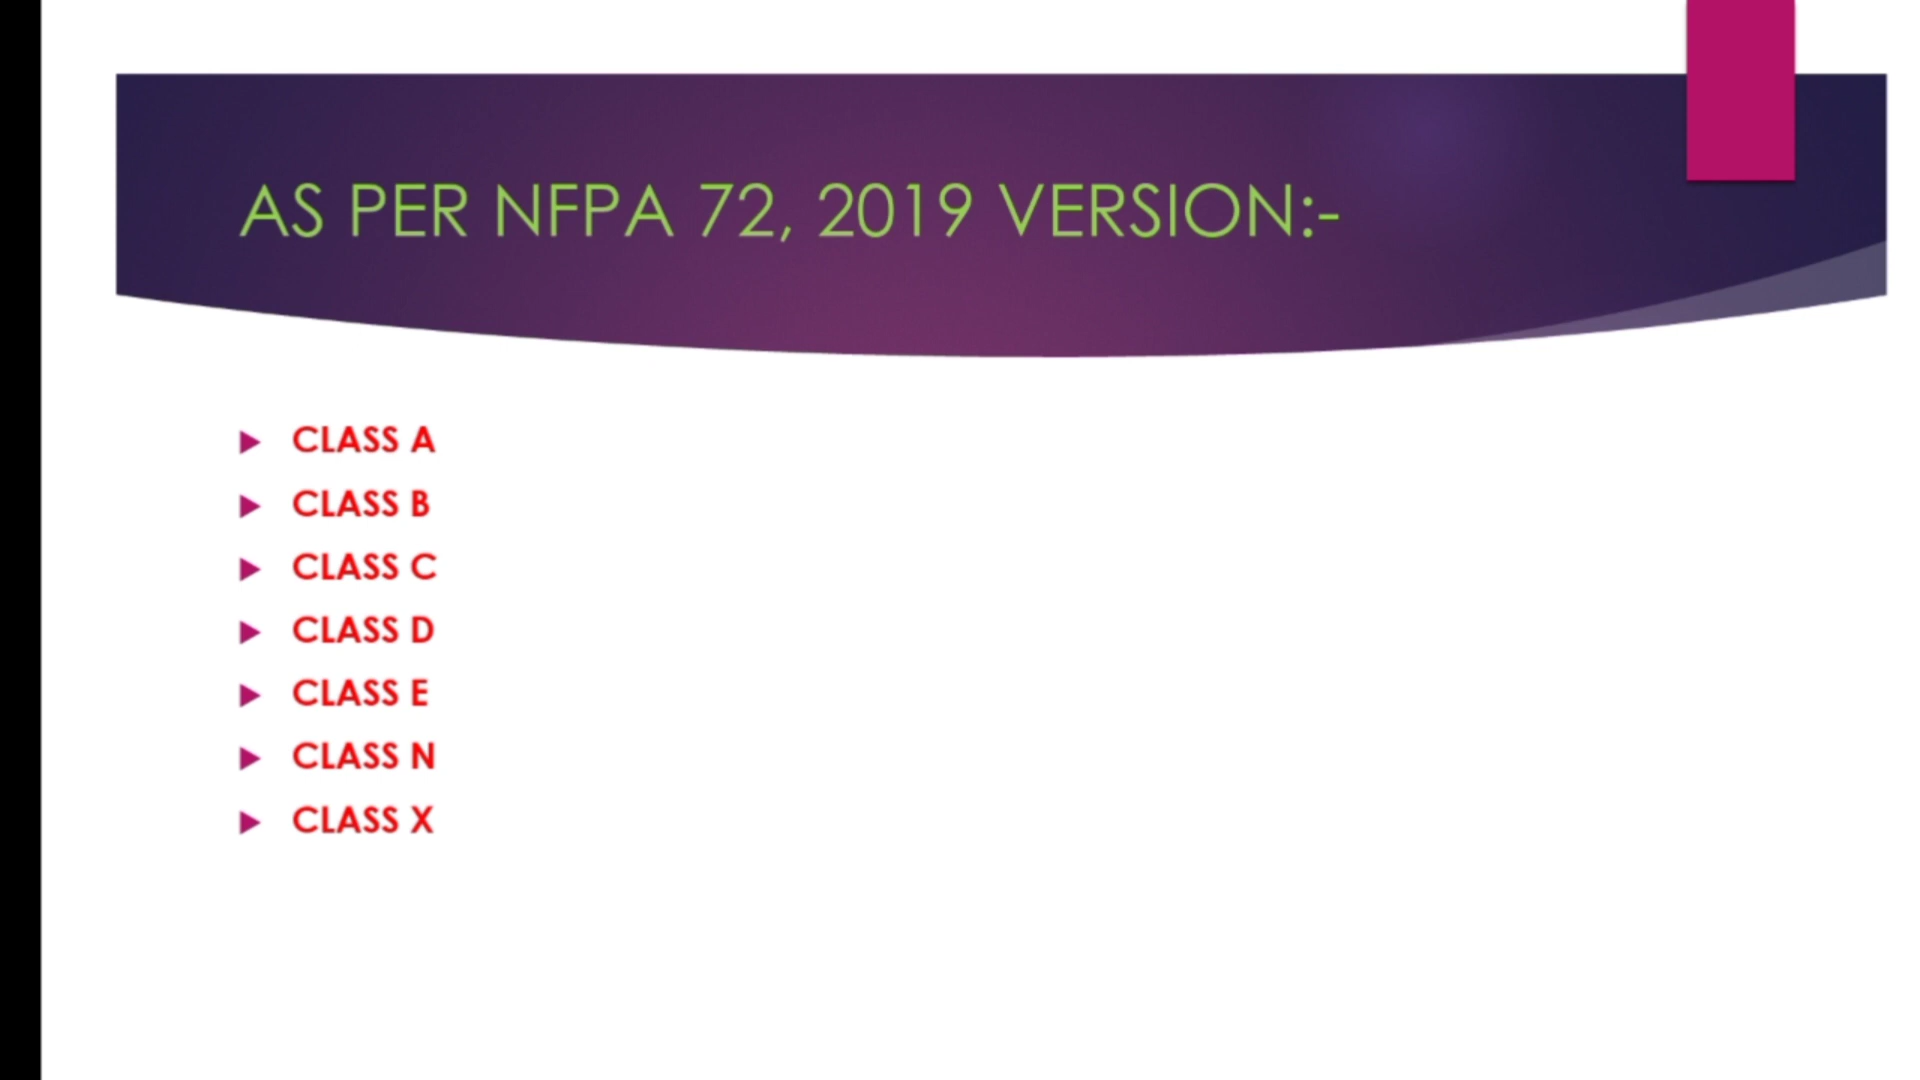 AS PER NFPA 72, 2019 VERSION:-
CLASS A
CLASS B
CLASS C
CLASS D
CLASS E
CLASS N
CLASS X